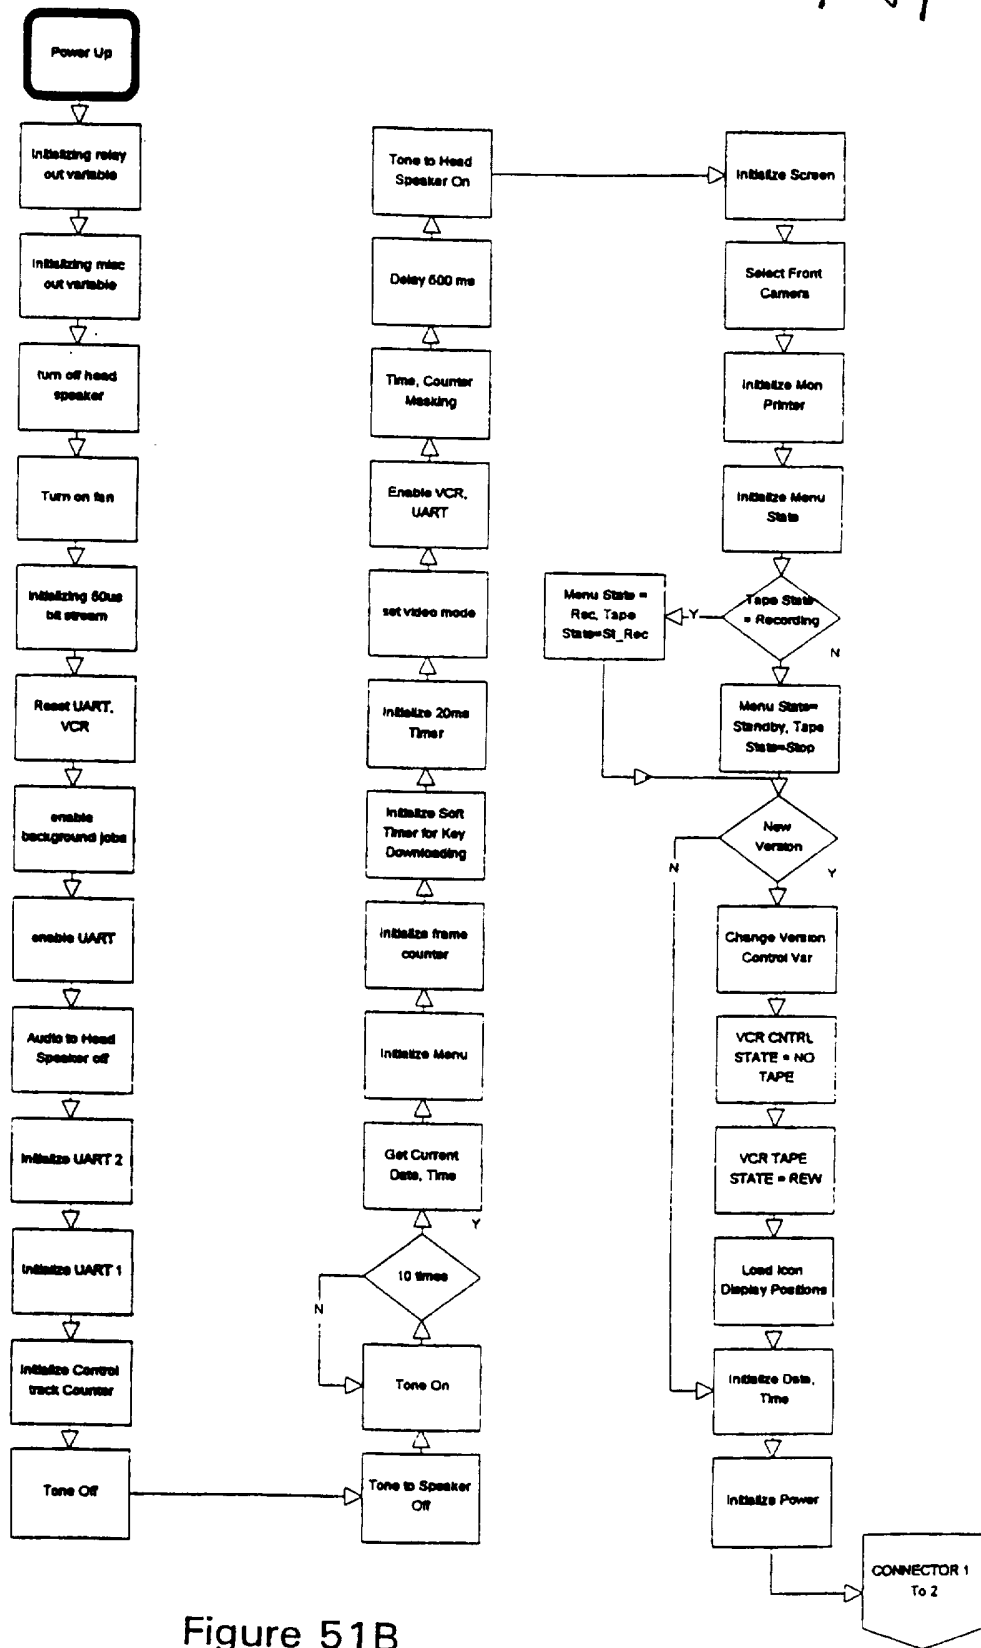 Power Up
Initializing relay
out variable
Initializing misc
out variable
turn off head
speaker
Turn on fan
Initializing 50us
bit stream
Reset UART,
VCR
enable
background jobs
enable UART
Audio to Head
Speaker off
Initialize UART 2
Initialize UART 1
Initialize Control
track Counter
Tone Off
Tone to Speaker
Off
Tone On
10 times
N
Y
Get Current
Date, Time
Initialize Menu
Initialize frame
counter
Initialize Soft
Timer for Key
Downloading
Initialize 20ms
Timer
set video mode
Enable VCR,
UART
Time, Counter
Masking
Delay 500 ms
Tone to Head
Speaker On
Initialize Screen
Select Front
Camera
Initialize Mon
Printer
Initialize Menu
State
Tape State
= Recording
Y
N
Menu State =
Rec, Tape
State=St_Rec
Menu State=
Standby, Tape
State=Stop
New
Version
N
Y
Change Version
Control Var
VCR CNTRL
STATE = NO
TAPE
VCR TAPE
STATE = REW
Load Icon
Display Positions
Initialize Date,
Time
Initialize Power
CONNECTOR 1
To 2
Figure 51B